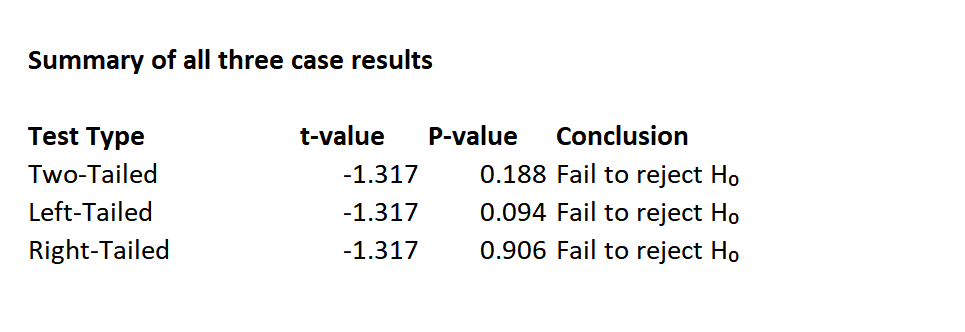 Summary of all three case results
Test Type t-value P-value Conclusion
Two-Tailed -1.317 0.188 Fail to reject H₀
Left-Tailed -1.317 0.094 Fail to reject H₀
Right-Tailed -1.317 0.906 Fail to reject H₀